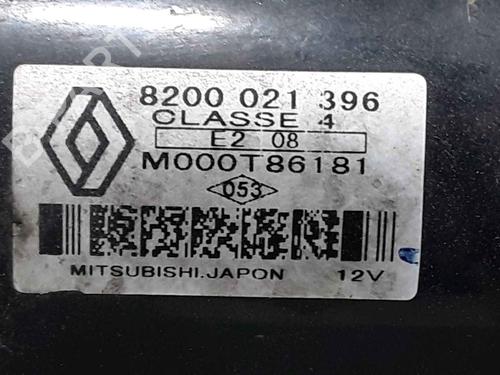 8200 021 396
CLASSE 4
E2 08
M000T86181
053
MITSUBISHI.JAPON 12V